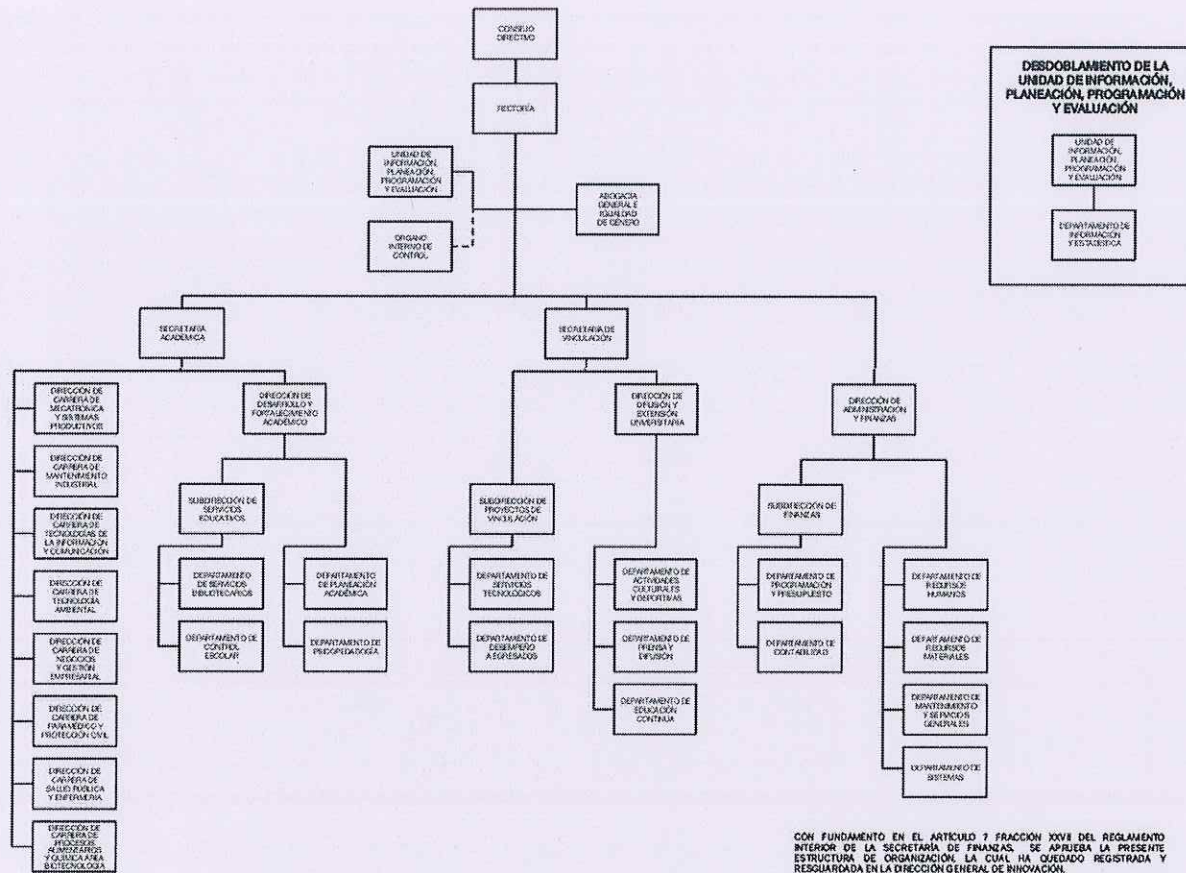 CONSEJO
DIRECTIVO
RECTORÍA
UNIDAD DE
INFORMACIÓN,
PLANEACIÓN,
PROGRAMACIÓN
Y EVALUACIÓN
ABOGACÍA
GENERAL E
IGUALDAD
DE GÉNERO
ÓRGANO
INTERNO DE
CONTROL
DESDOBLAMIENTO DE LA
UNIDAD DE INFORMACIÓN,
PLANEACIÓN, PROGRAMACIÓN
Y EVALUACIÓN
UNIDAD DE
INFORMACIÓN,
PLANEACIÓN,
PROGRAMACIÓN
Y EVALUACIÓN
DEPARTAMENTO DE
INFORMACIÓN
Y ESTADÍSTICA
SECRETARÍA
ACADÉMICA
SECRETARÍA DE
VINCULACIÓN
DIRECCIÓN DE
CARRERA DE
MECATRÓNICA
Y SISTEMAS
PRODUCTIVOS
DIRECCIÓN DE
CARRERA DE
MANTENIMIENTO
INDUSTRIAL
DIRECCIÓN DE
CARRERA DE
TECNOLOGÍAS DE
LA INFORMACIÓN
Y COMUNICACIÓN
DIRECCIÓN DE
CARRERA DE
TECNOLOGÍA
AMBIENTAL
DIRECCIÓN DE
CARRERA DE
NEGOCIOS
Y GESTIÓN
EMPRESARIAL
DIRECCIÓN DE
CARRERA DE
PARAMÉDICO Y
PROTECCIÓN CIVIL
DIRECCIÓN DE
CARRERA DE
SALUD PÚBLICA
Y ENFERMERÍA
DIRECCIÓN DE
CARRERA DE
PROCESOS
ALIMENTARIOS
Y QUÍMICA ÁREA
BIOTECNOLOGÍA
DIRECCIÓN DE
DESARROLLO Y
FORTALECIMIENTO
ACADÉMICO
SUBDIRECCIÓN DE
SERVICIOS
EDUCATIVOS
DEPARTAMENTO
DE SERVICIOS
BIBLIOTECARIOS
DEPARTAMENTO DE
CONTROL
ESCOLAR
DEPARTAMENTO
DE PLANEACIÓN
ACADÉMICA
DEPARTAMENTO DE
PSICOPEDAGOGÍA
SUBDIRECCIÓN DE
PROYECTOS DE
VINCULACIÓN
DEPARTAMENTO DE
SERVICIOS
TECNOLÓGICOS
DEPARTAMENTO DE
DESEMPEÑO
A EGRESADOS
DIRECCIÓN DE
DIFUSIÓN Y
EXTENSIÓN
UNIVERSITARIA
DEPARTAMENTO DE
ACTIVIDADES
CULTURALES
Y DEPORTIVAS
DEPARTAMENTO DE
PRENSA Y
DIFUSIÓN
DEPARTAMENTO DE
EDUCACIÓN
CONTINUA
DIRECCIÓN DE
ADMINISTRACIÓN
Y FINANZAS
SUBDIRECCIÓN DE
FINANZAS
DEPARTAMENTO DE
PROGRAMACIÓN
Y PRESUPUESTO
DEPARTAMENTO DE
CONTABILIDAD
DEPARTAMENTO DE
RECURSOS
HUMANOS
DEPARTAMENTO DE
RECURSOS
MATERIALES
DEPARTAMENTO DE
MANTENIMIENTO
Y SERVICIOS
GENERALES
DEPARTAMENTO DE
SISTEMAS
CON FUNDAMENTO EN EL ARTÍCULO 7 FRACCIÓN XXVII DEL REGLAMENTO
INTERIOR DE LA SECRETARÍA DE FINANZAS. SE APRUEBA LA PRESENTE
ESTRUCTURA DE ORGANIZACIÓN, LA CUAL HA QUEDADO REGISTRADA Y
RESGUARDADA EN LA DIRECCIÓN GENERAL DE INNOVACIÓN.